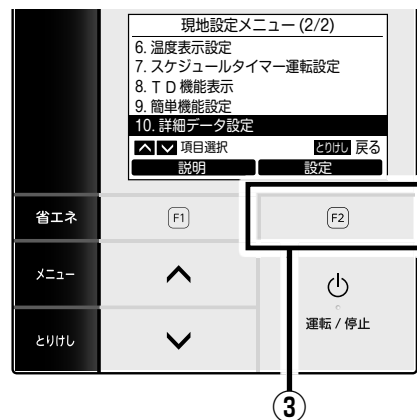 現地設定メニュー (2/2)
6. 温度表示設定
7. スケジュールタイマー運転設定
8. ＴＤ機能表示
9. 簡単機能設定
10. 詳細データ設定
項目選択 とりけし 戻る
説明 設定
省エネ F1 F2
メニュー
運転 / 停止
とりけし
③